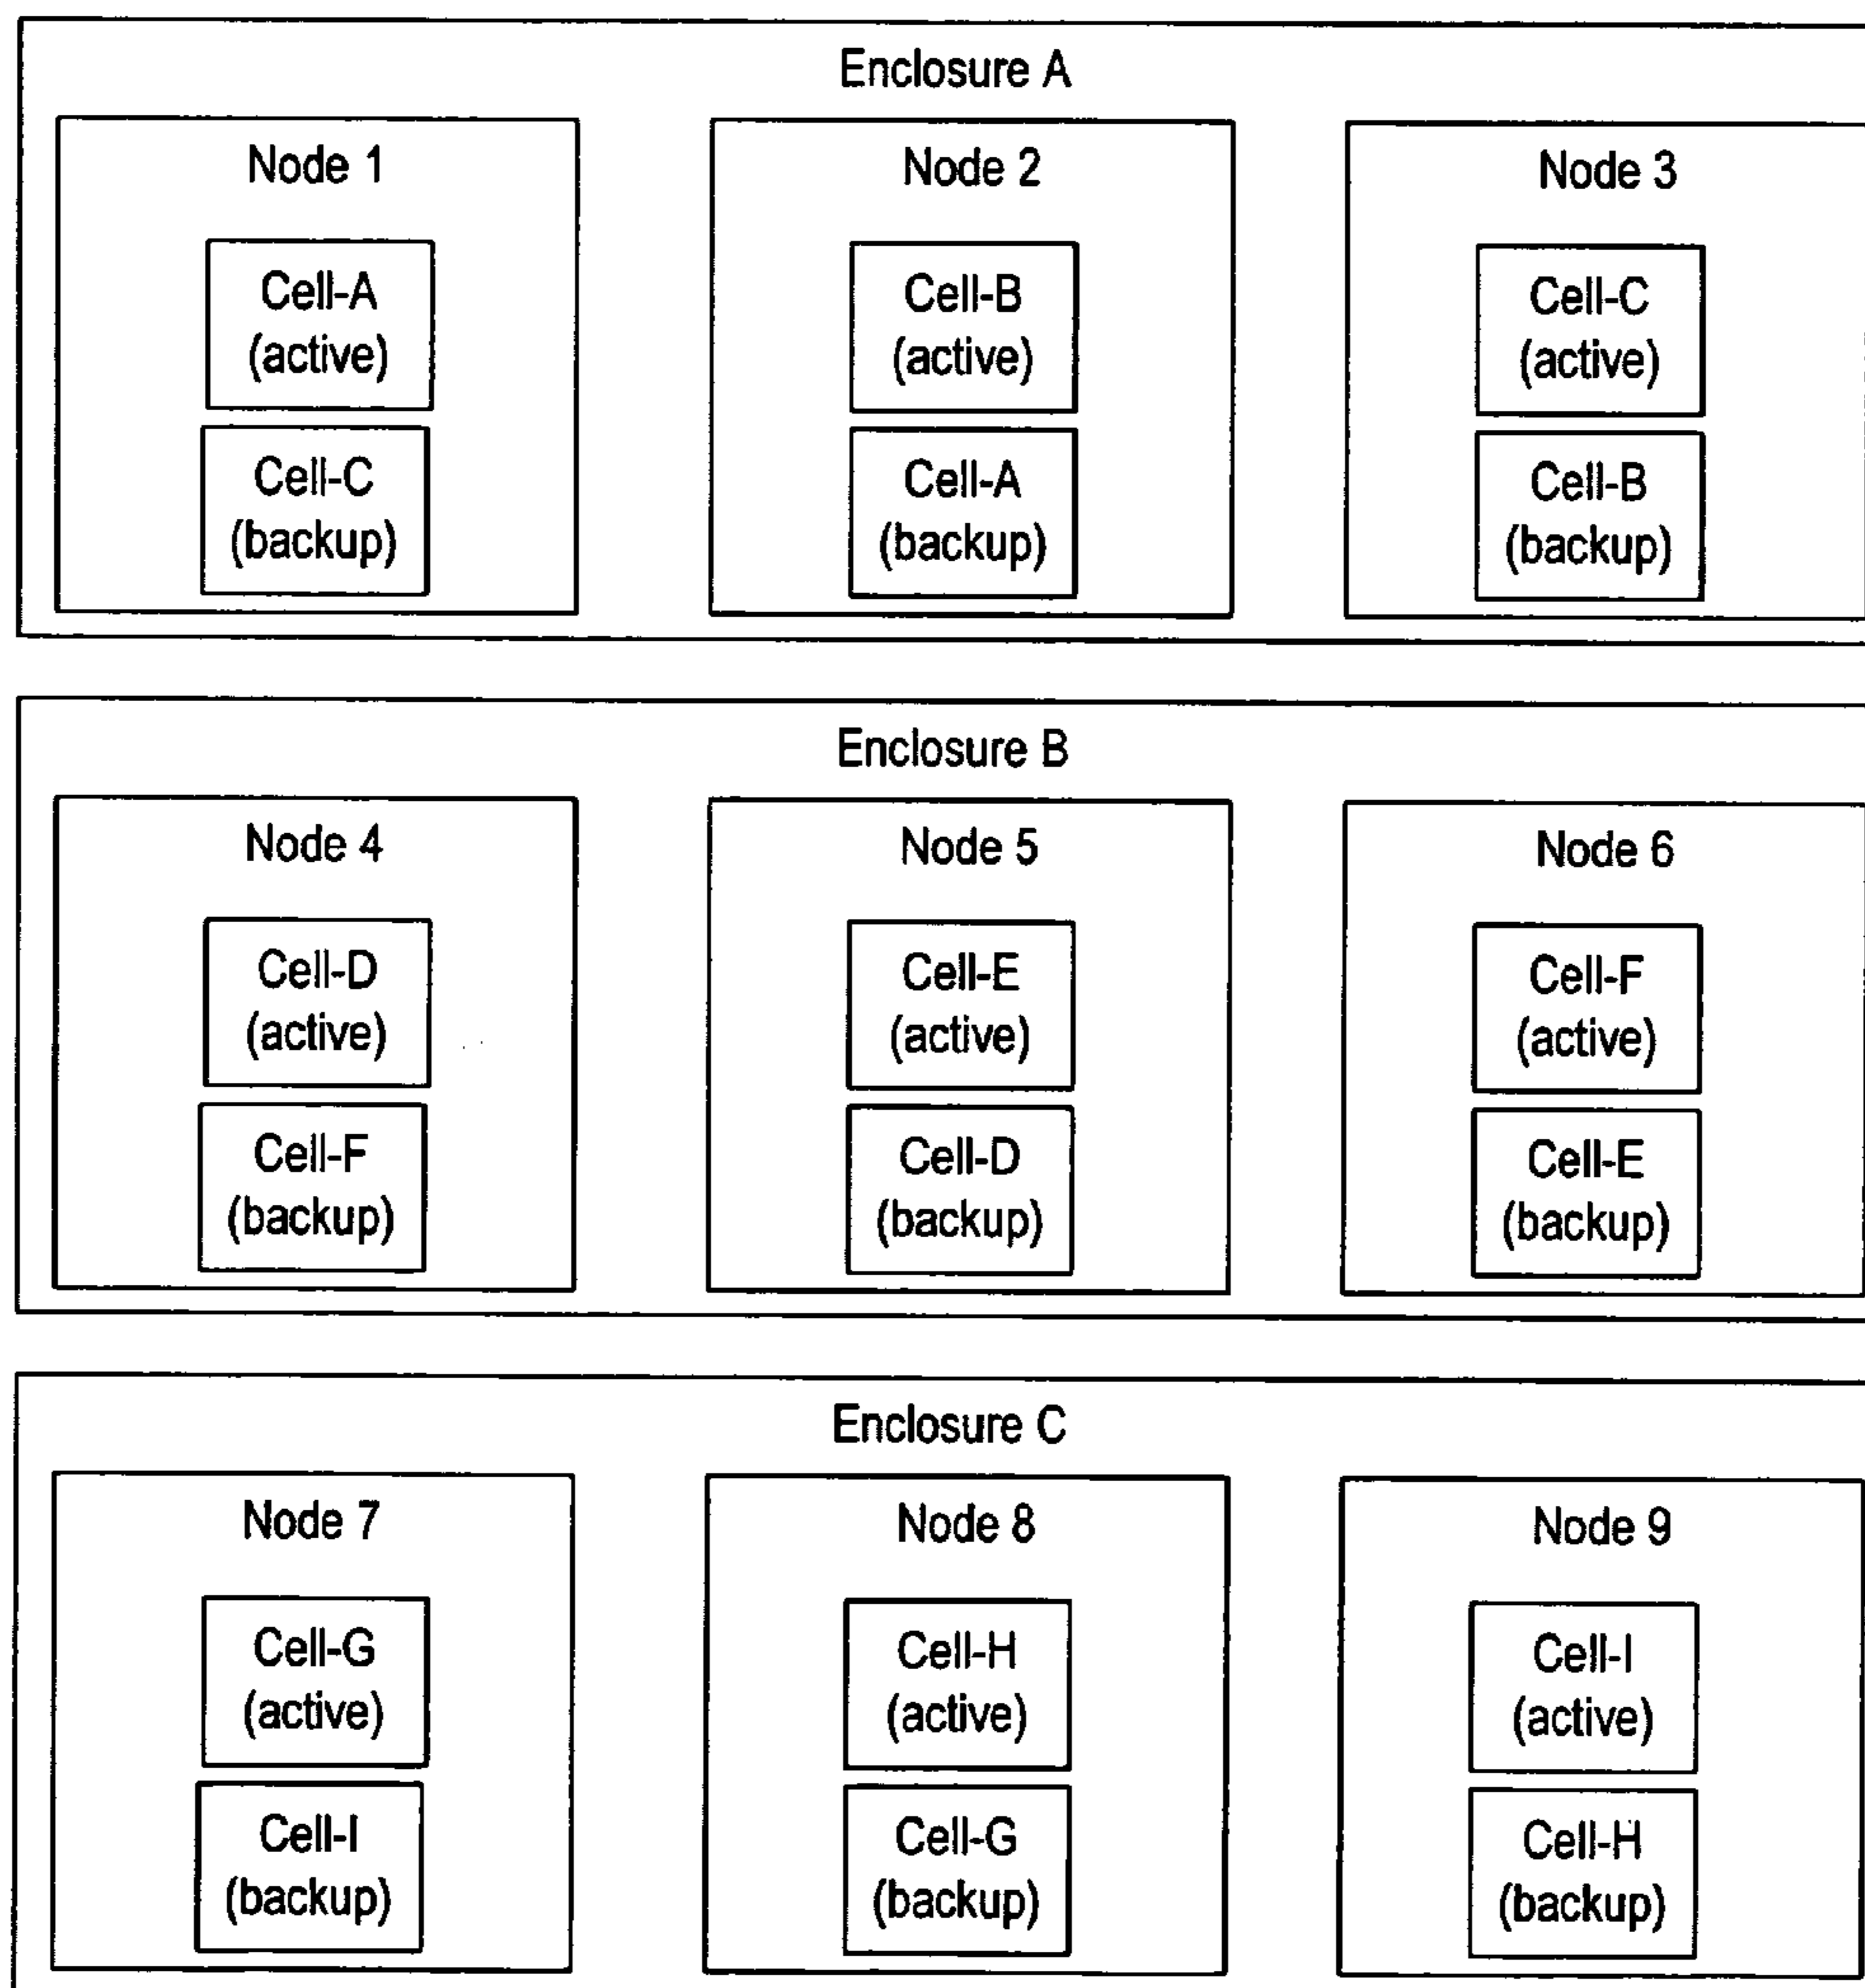 Enclosure A
Node 1
Cell-A
(active)
Cell-C
(backup)
Node 2
Cell-B
(active)
Cell-A
(backup)
Node 3
Cell-C
(active)
Cell-B
(backup)
Enclosure B
Node 4
Cell-D
(active)
Cell-F
(backup)
Node 5
Cell-E
(active)
Cell-D
(backup)
Node 6
Cell-F
(active)
Cell-E
(backup)
Enclosure C
Node 7
Cell-G
(active)
Cell-I
(backup)
Node 8
Cell-H
(active)
Cell-G
(backup)
Node 9
Cell-I
(active)
Cell-H
(backup)